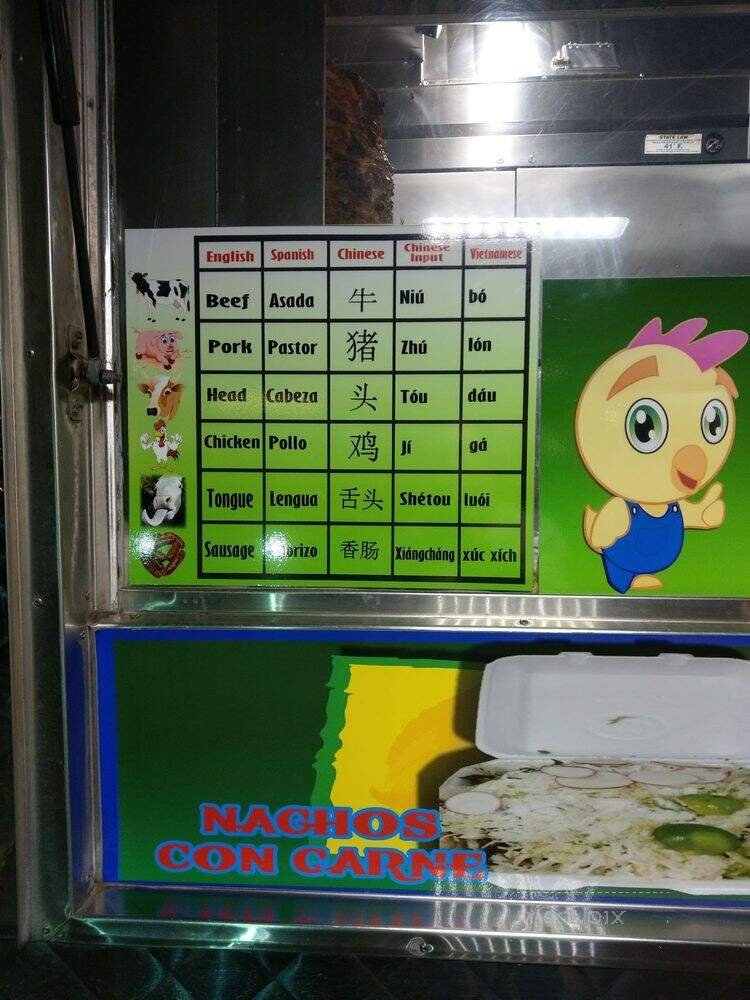 STATE LAW
41° F.
English Spanish Chinese Chinese Input Vietnamese
Beef Asada 牛 Niú bó
Pork Pastor 猪 Zhú lón
Head Cabeza 头 Tóu dáu
Chicken Pollo 鸡 Jí gá
Tongue Lengua 舌头 Shétou luói
Sausage 香肠 Xiángcháng xúc xích
NACHOS
CON CARNE